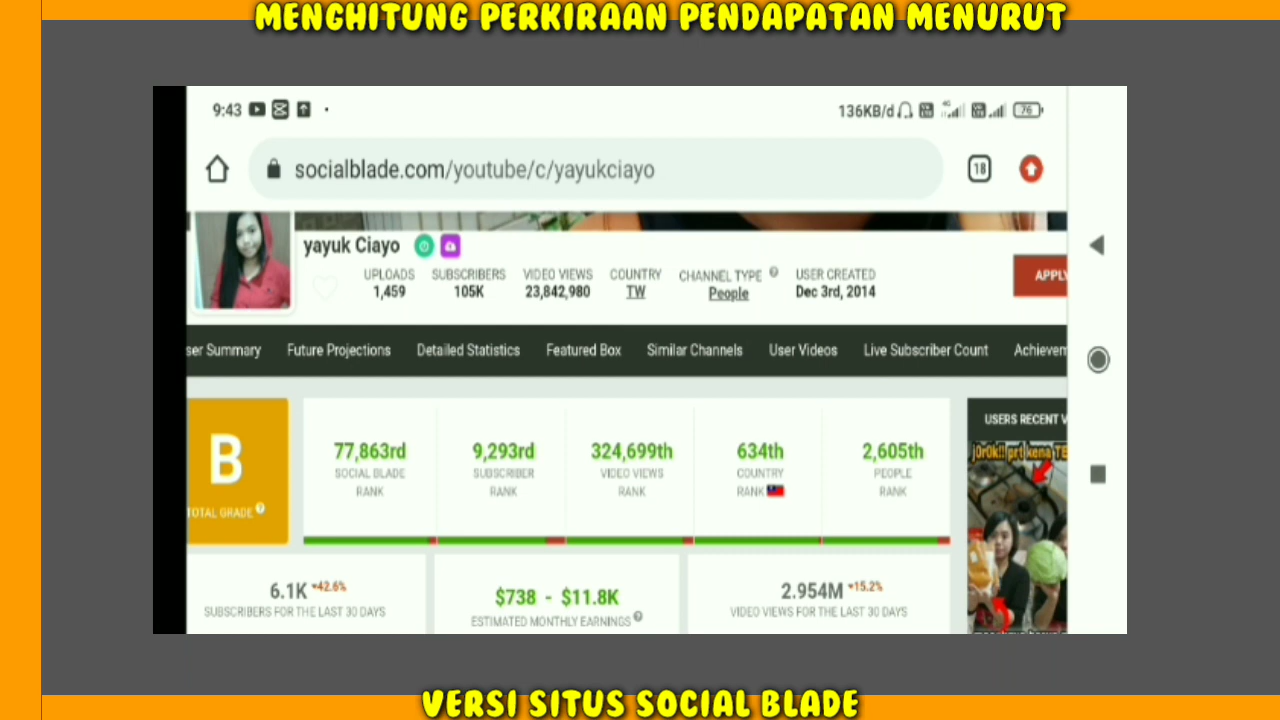 MENGHITUNG PERKIRAAN PENDAPATAN MENURUT
9:43
136KB/d
76
socialblade.com/youtube/c/yayukciayo
18
yayuk Ciayo
UPLOADS SUBSCRIBERS VIDEO VIEWS COUNTRY CHANNEL TYPE USER CREATED
1,459 105K 23,842,980 TW People Dec 3rd, 2014
APPLY
ser Summary Future Projections Detailed Statistics Featured Box Similar Channels User Videos Live Subscriber Count Achievem
B
TOTAL GRADE
77,863rd 9,293rd 324,699th 634th 2,605th
SOCIAL BLADE SUBSCRIBER VIDEO VIEWS COUNTRY PEOPLE
RANK RANK RANK RANK RANK
USERS RECENT V
j0r0k!! prt kena TE
6.1K -42.6%
SUBSCRIBERS FOR THE LAST 30 DAYS
$738 - $11.8K
ESTIMATED MONTHLY EARNINGS
2.954M -15.2%
VIDEO VIEWS FOR THE LAST 30 DAYS
VERSI SITUS SOCIAL BLADE